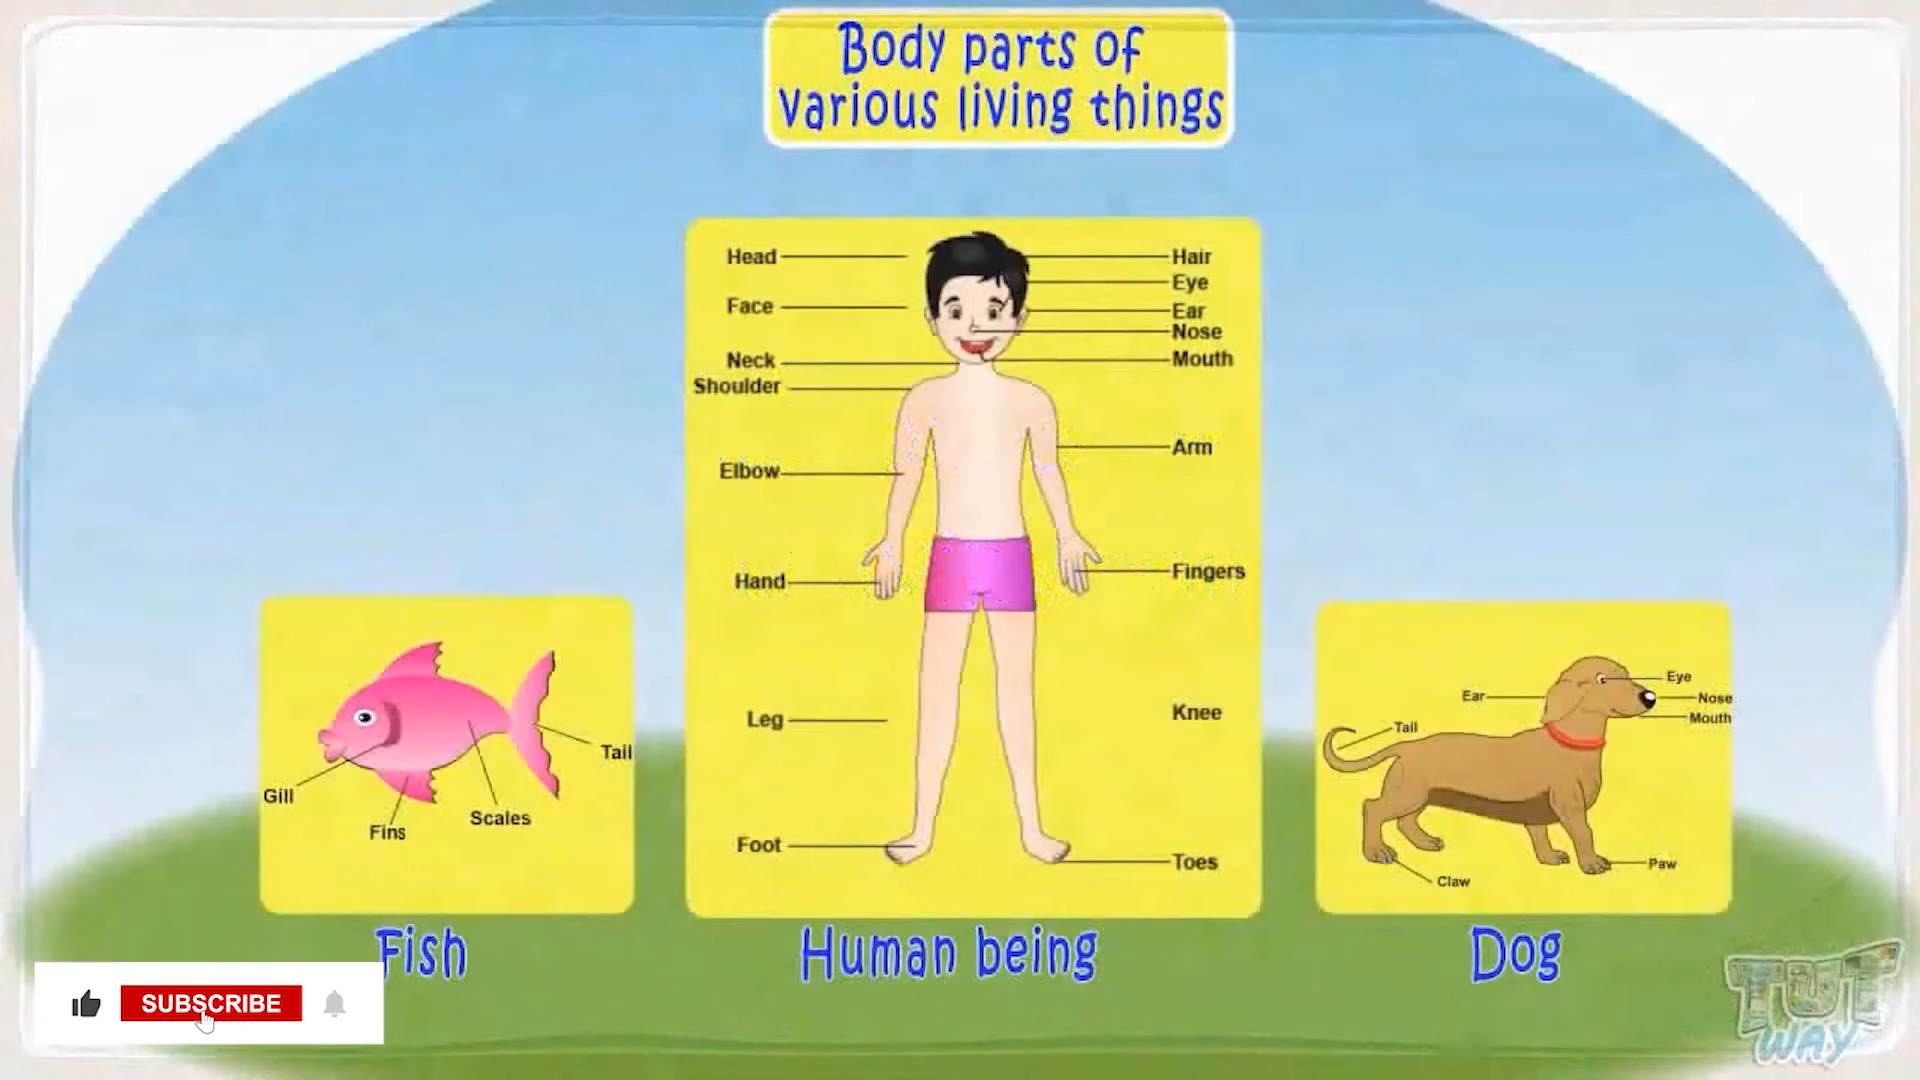 Body parts of
various living things
Head
Hair
Eye
Face
Ear
Nose
Neck
Mouth
Shoulder
Arm
Elbow
Hand
Fingers
Leg
Knee
Foot
Toes
Gill
Fins
Scales
Tail
Ear
Eye
Nose
Mouth
Tail
Claw
Paw
Fish
Human being
Dog
SUBSCRIBE
TUT
WAY